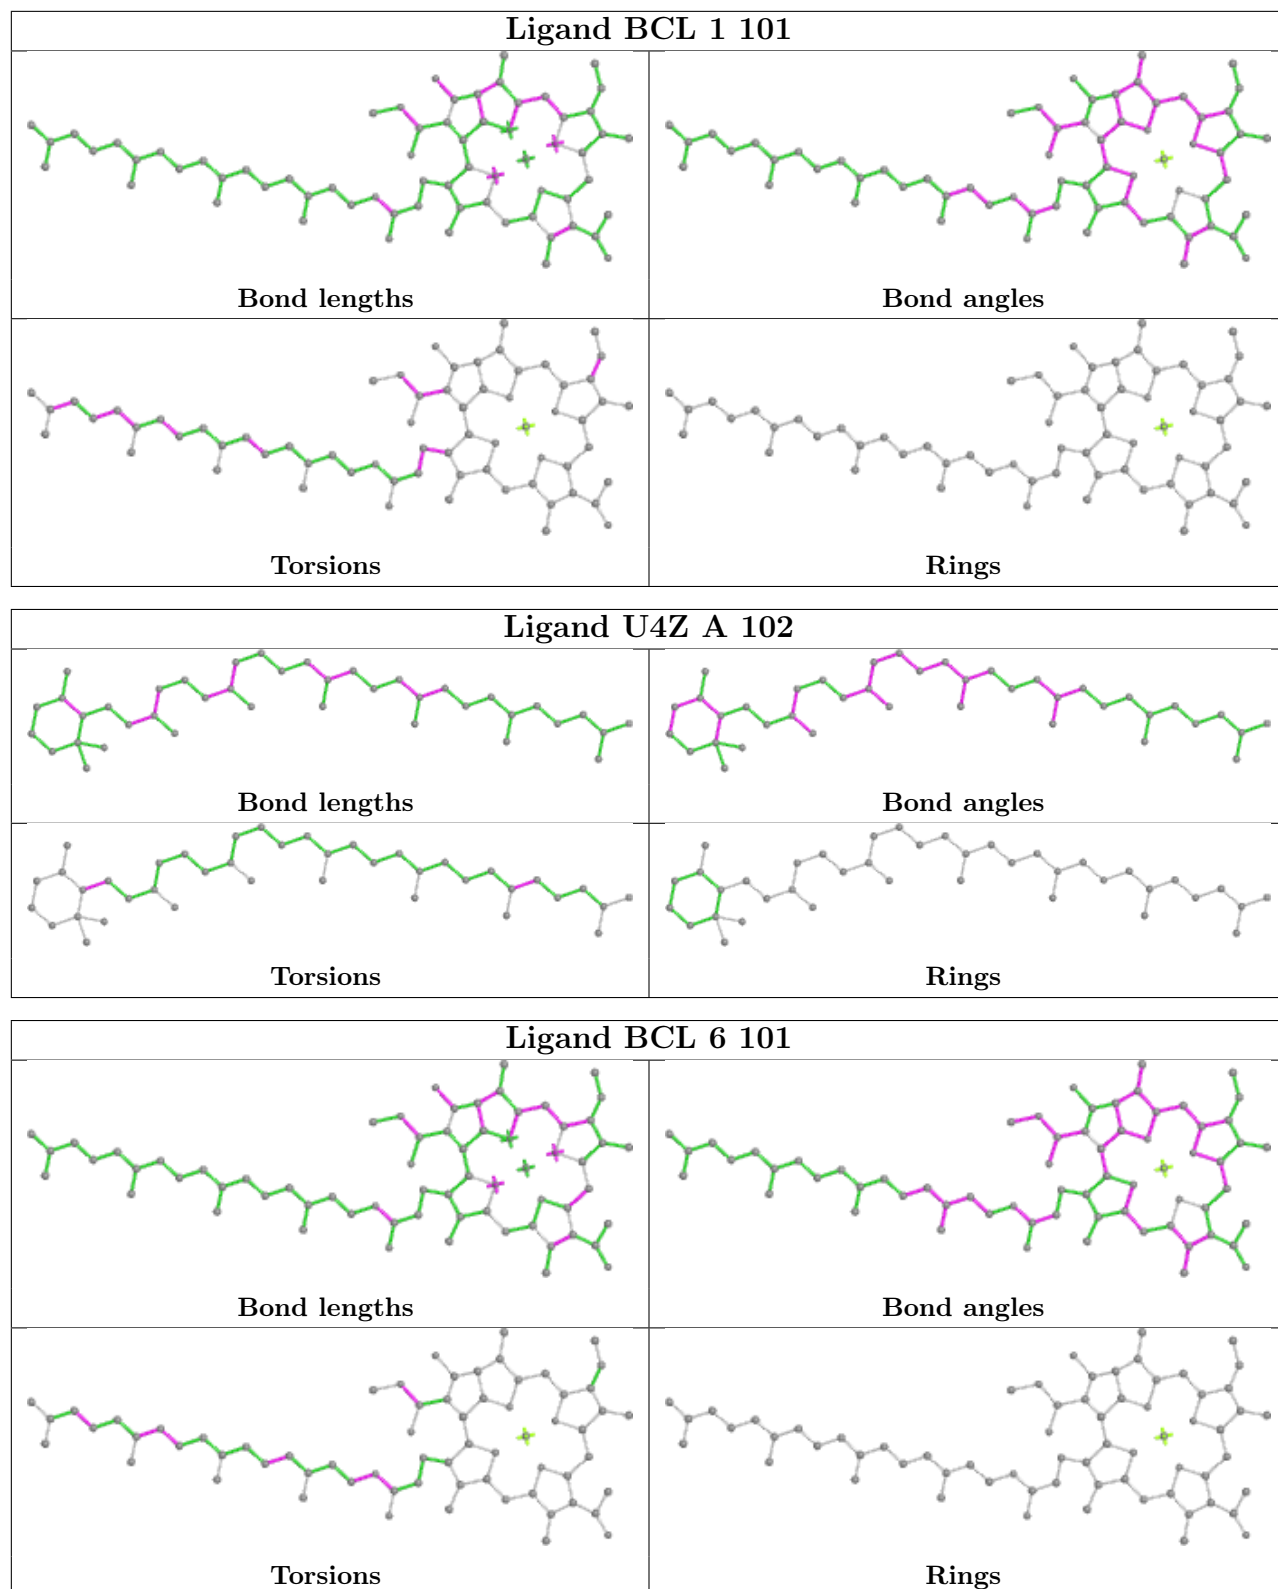 Ligand BCL 1 101
Bond lengths
Bond angles
Torsions
Rings
Ligand U4Z A 102
Bond lengths
Bond angles
Torsions
Rings
Ligand BCL 6 101
Bond lengths
Bond angles
Torsions
Rings